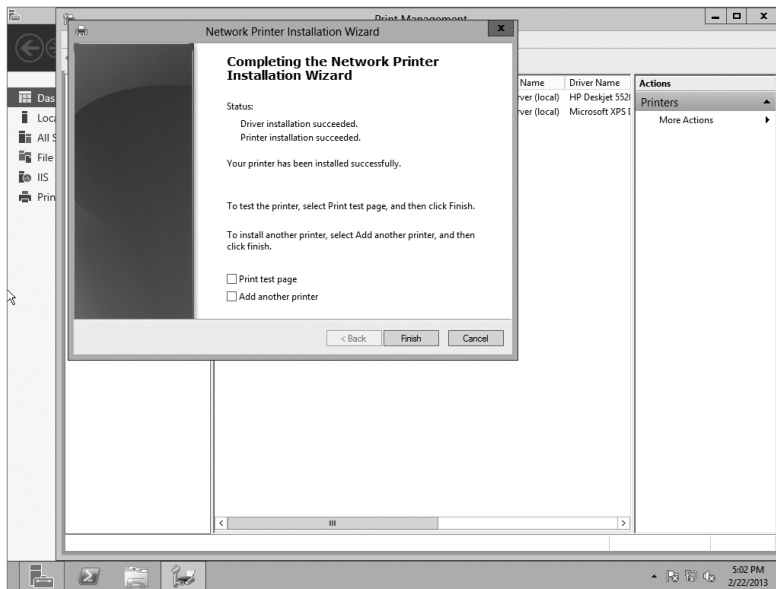 Print Management
Network Printer Installation Wizard
x
x
Completing the Network Printer
Installation Wizard
Status:
Driver installation succeeded.
Printer installation succeeded.
Your printer has been installed successfully.
To test the printer, select Print test page, and then click Finish.
To install another printer, select Add another printer, and then
click finish.
Print test page
Add another printer
< Back
Finish
Cancel
Das
Loca
All S
File
IIS
Prin
Name
Driver Name
rver (local)
HP Deskjet 5520
rver (local)
Microsoft XPS
Actions
Printers
More Actions
5:02 PM
2/22/2013